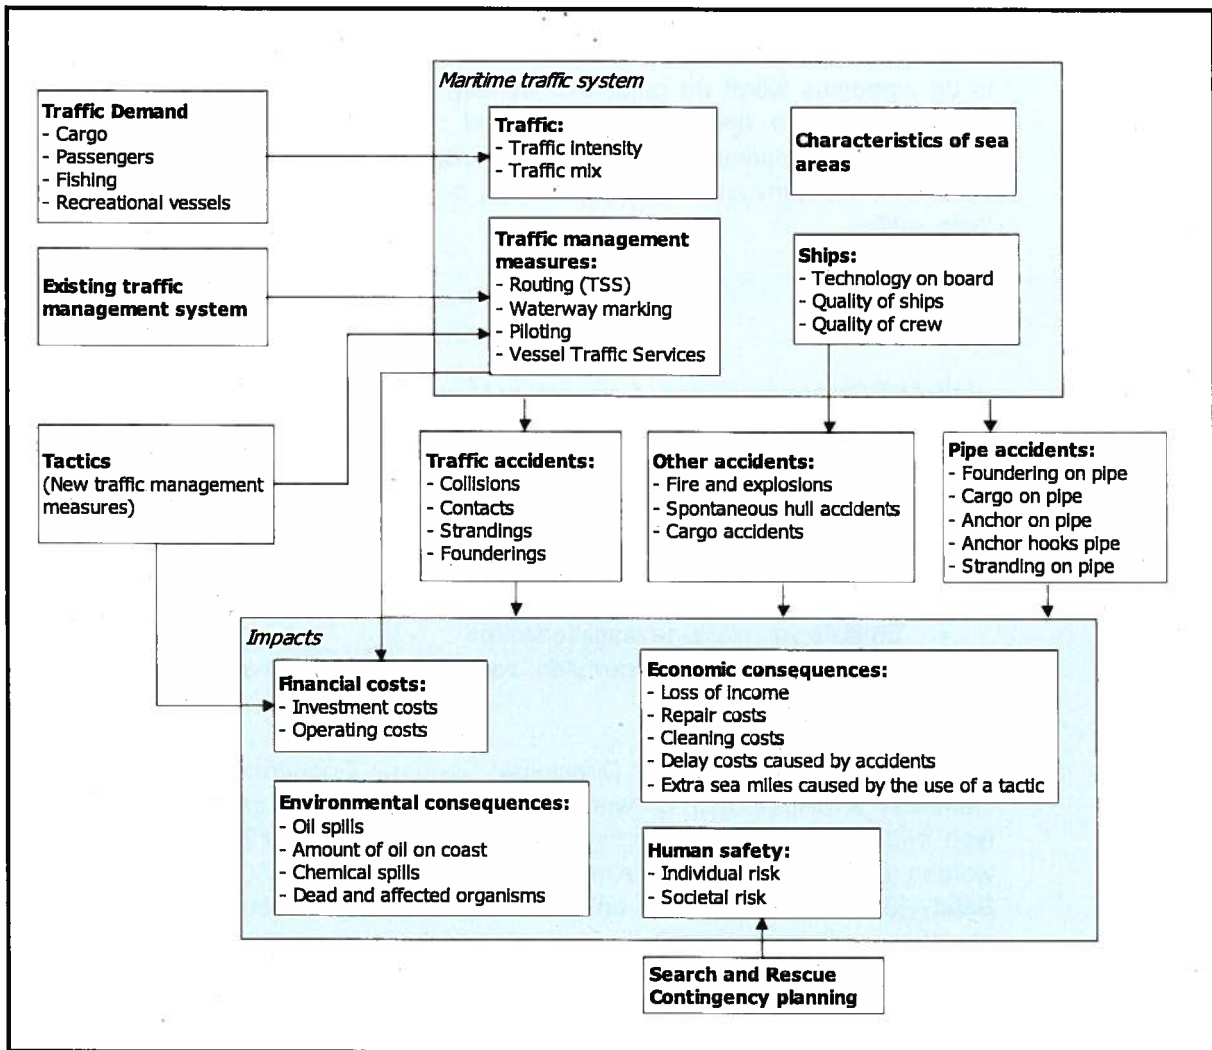 Maritime traffic system
Traffic Demand
- Cargo
- Passengers
- Fishing
- Recreational vessels
Traffic:
- Traffic intensity
- Traffic mix
Characteristics of sea
areas
Existing traffic
management system
Traffic management
measures:
- Routing (TSS)
- Waterway marking
- Piloting
- Vessel Traffic Services
Ships:
- Technology on board
- Quality of ships
- Quality of crew
Tactics
(New traffic management
measures)
Traffic accidents:
- Collisions
- Contacts
- Strandings
- Founderings
Other accidents:
- Fire and explosions
- Spontaneous hull accidents
- Cargo accidents
Pipe accidents:
- Foundering on pipe
- Cargo on pipe
- Anchor on pipe
- Anchor hooks pipe
- Stranding on pipe
Impacts
Financial costs:
- Investment costs
- Operating costs
Economic consequences:
- Loss of income
- Repair costs
- Cleaning costs
- Delay costs caused by accidents
- Extra sea miles caused by the use of a tactic
Environmental consequences:
- Oil spills
- Amount of oil on coast
- Chemical spills
- Dead and affected organisms
Human safety:
- Individual risk
- Societal risk
Search and Rescue
Contingency planning